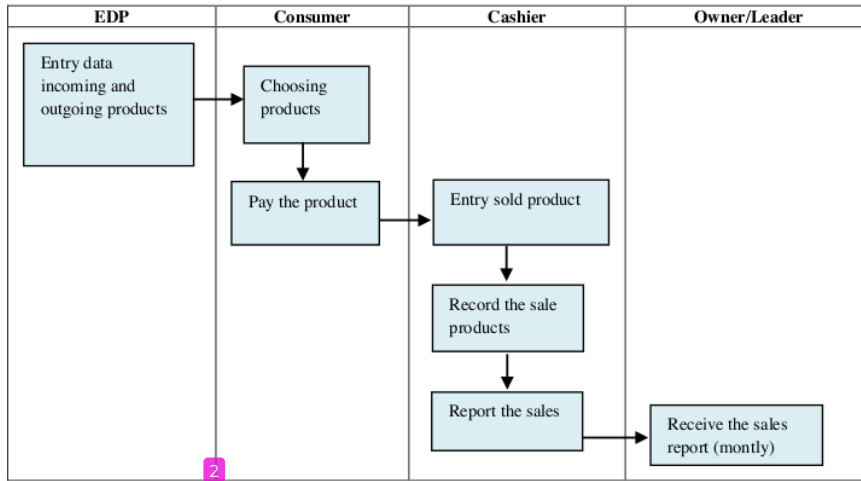 EDP
Consumer
Cashier
Owner/Leader
Entry data
incoming and
outgoing products
Choosing
products
Pay the product
Entry sold product
Record the sale
products
Report the sales
Receive the sales
report (montly)
2